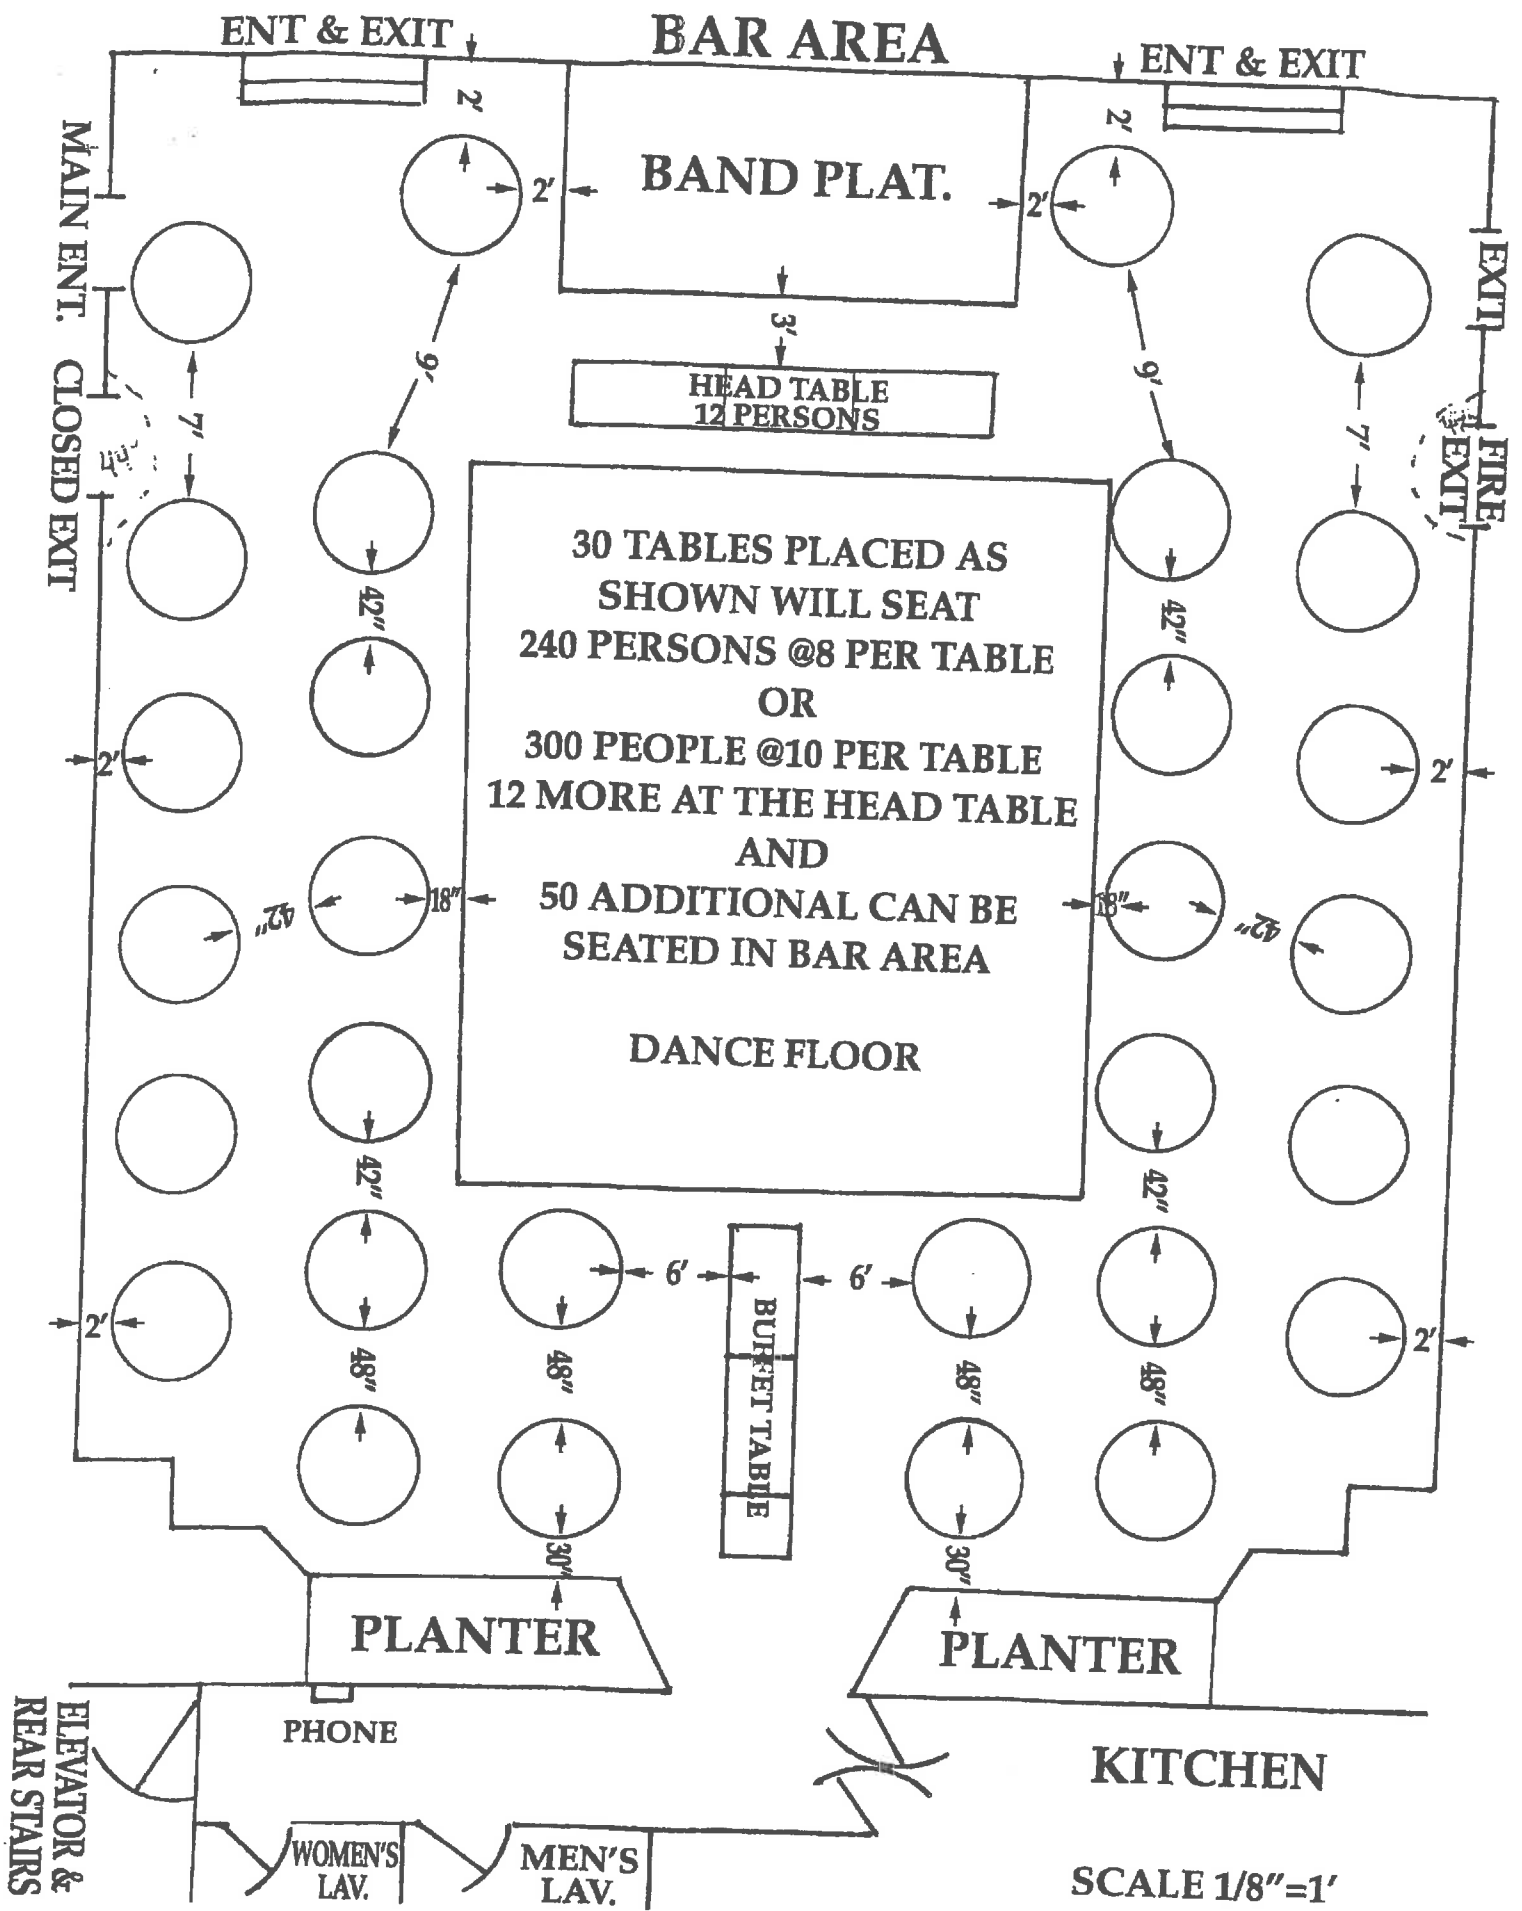 ENT & EXIT
BAR AREA
ENT & EXIT
2'
2'
MAIN ENT.
BAND PLAT.
2'
2'
EXIT
3'
9'
9'
HEAD TABLE
12 PERSONS
CLOSED EXIT
7'
7'
FIRE
EXIT
30 TABLES PLACED AS
SHOWN WILL SEAT
240 PERSONS @8 PER TABLE
OR
300 PEOPLE @10 PER TABLE
12 MORE AT THE HEAD TABLE
AND
50 ADDITIONAL CAN BE
SEATED IN BAR AREA
DANCE FLOOR
42"
42"
2'
2'
42"
18"
18"
42"
42"
42"
2'
6'
6'
2'
BUFFET TABLE
48"
48"
48"
48"
30"
30"
PLANTER
PLANTER
PHONE
ELEVATOR &
REAR STAIRS
KITCHEN
WOMEN'S
LAV.
MEN'S
LAV.
SCALE 1/8"=1'